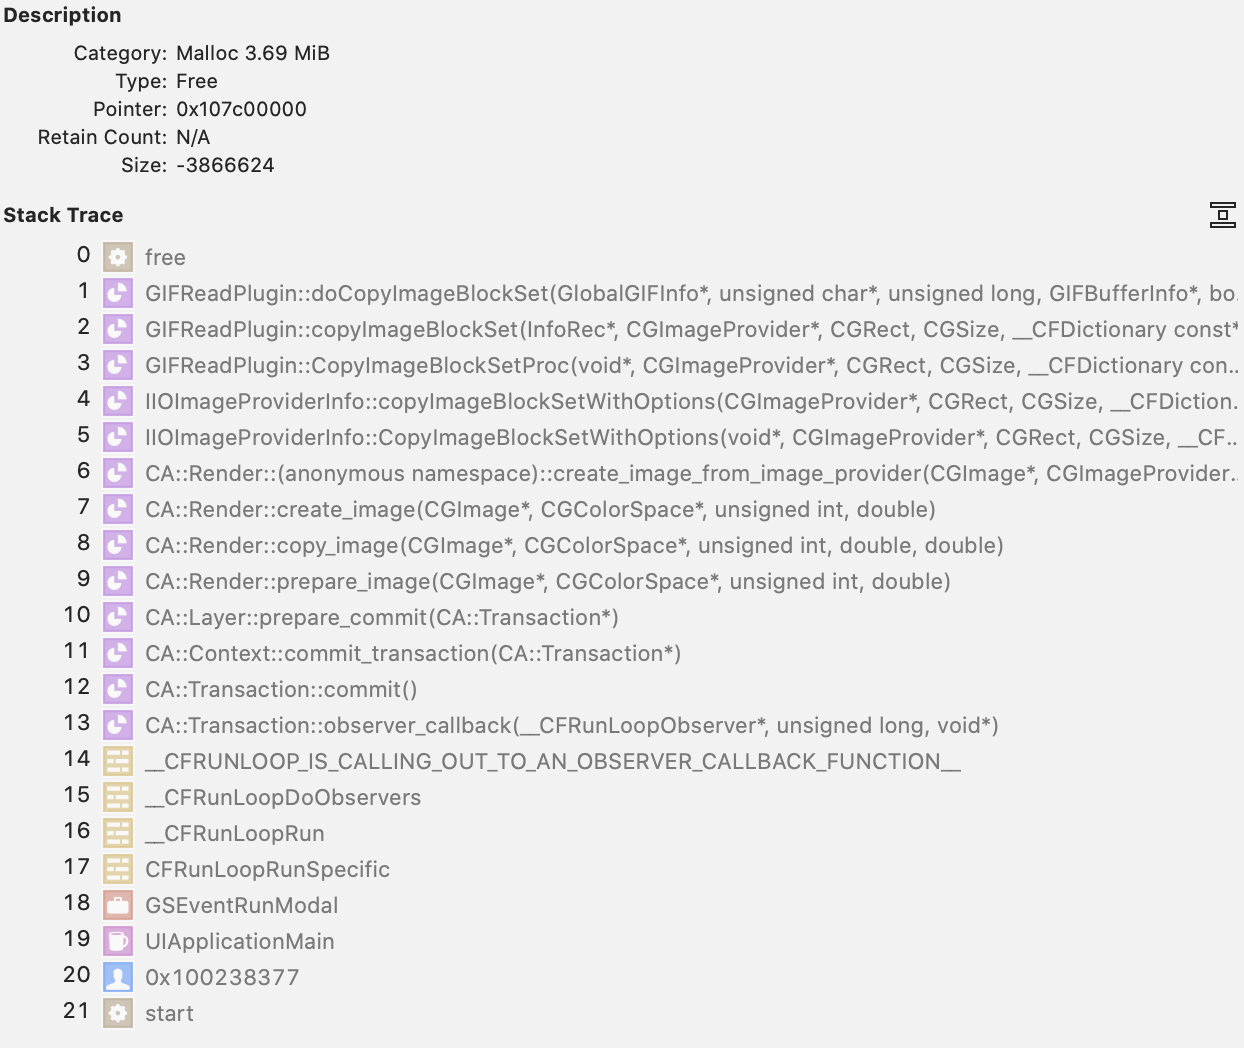 Description
Category: Malloc 3.69 MiB
Type: Free
Pointer: 0x107c00000
Retain Count: N/A
Size: -3866624
Stack Trace
0 free
1 GIFReadPlugin::doCopyImageBlockSet(GlobalGIFInfo*, unsigned char*, unsigned long, GIFBufferInfo*, bo.
2 GIFReadPlugin::copyImageBlockSet(InfoRec*, CGImageProvider*, CGRect, CGSize, __CFDictionary const*
3 GIFReadPlugin::CopyImageBlockSetProc(void*, CGImageProvider*, CGRect, CGSize, __CFDictionary con..
4 IIOImageProviderInfo::copyImageBlockSetWithOptions(CGImageProvider*, CGRect, CGSize, __CFDiction.
5 IIOImageProviderInfo::CopyImageBlockSetWithOptions(void*, CGImageProvider*, CGRect, CGSize, __CF..
6 CA::Render::(anonymous namespace)::create_image_from_image_provider(CGImage*, CGImageProvider..
7 CA::Render::create_image(CGImage*, CGColorSpace*, unsigned int, double)
8 CA::Render::copy_image(CGImage*, CGColorSpace*, unsigned int, double, double)
9 CA::Render::prepare_image(CGImage*, CGColorSpace*, unsigned int, double)
10 CA::Layer::prepare_commit(CA::Transaction*)
11 CA::Context::commit_transaction(CA::Transaction*)
12 CA::Transaction::commit()
13 CA::Transaction::observer_callback(__CFRunLoopObserver*, unsigned long, void*)
14 __CFRUNLOOP_IS_CALLING_OUT_TO_AN_OBSERVER_CALLBACK_FUNCTION__
15 __CFRunLoopDoObservers
16 __CFRunLoopRun
17 CFRunLoopRunSpecific
18 GSEventRunModal
19 UIApplicationMain
20 0x100238377
21 start